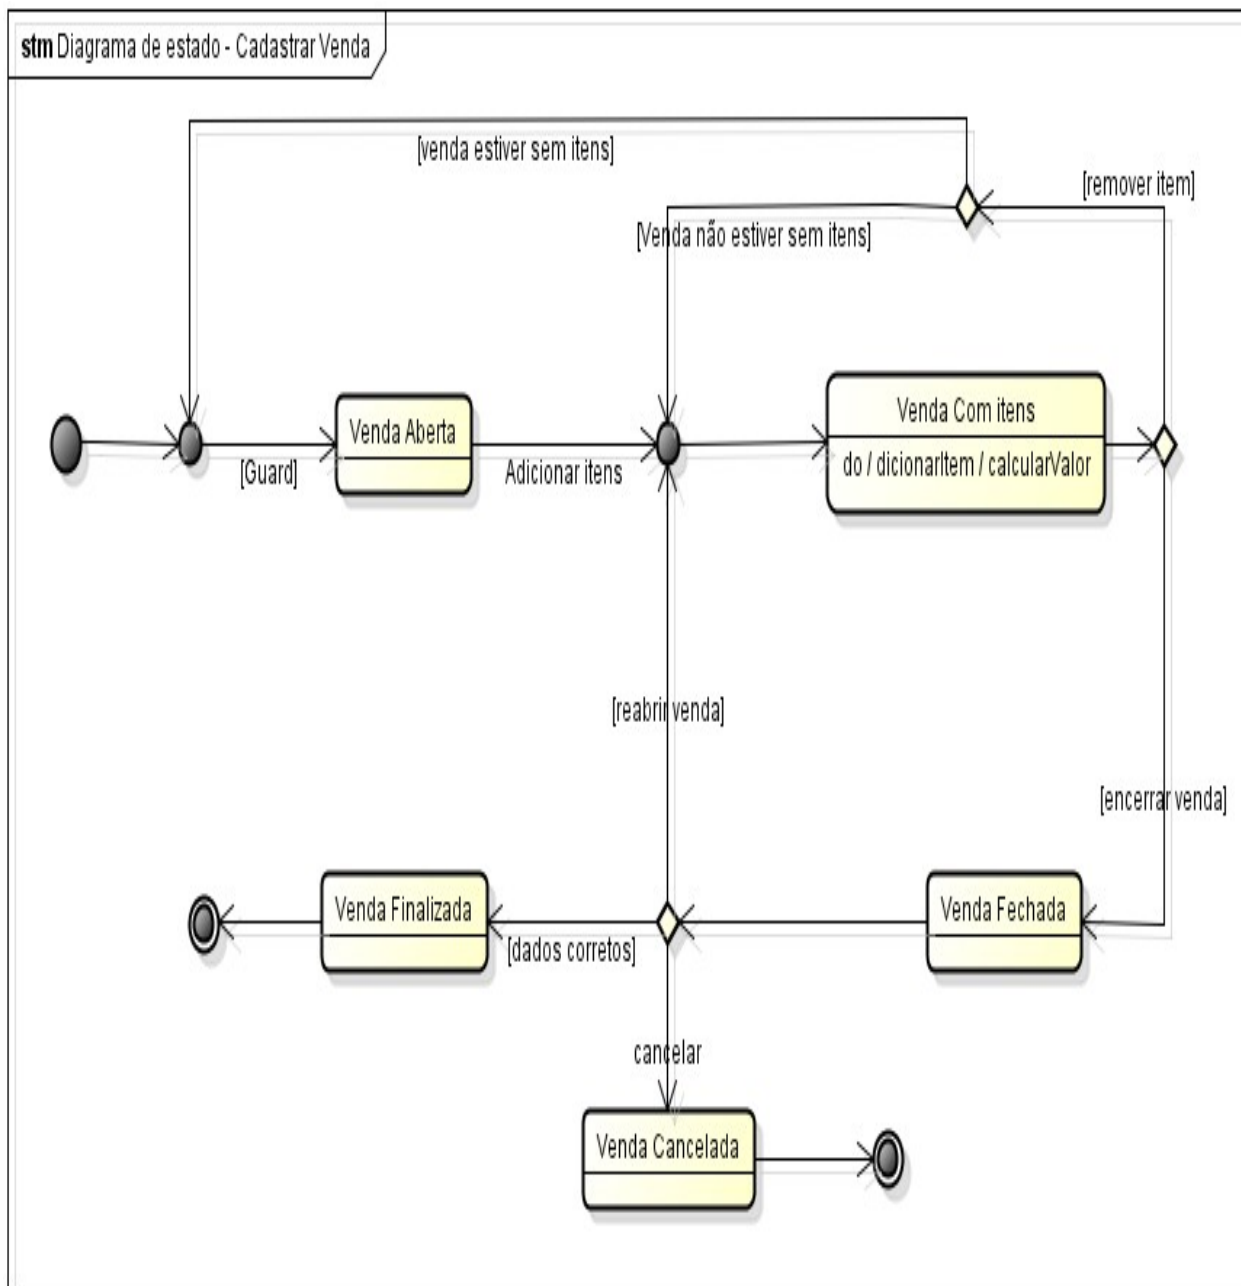 stm Diagrama de estado - Cadastrar Venda
[venda estiver sem itens]
[remover item]
[Venda não estiver sem itens]
Venda Com itens
Venda Aberta
do / dicionarItem / calcularValor
[Guard]
Adicionar itens
[reabrir venda]
[encerrar venda]
Venda Finalizada
Venda Fechada
[dados corretos]
cancelar
Venda Cancelada